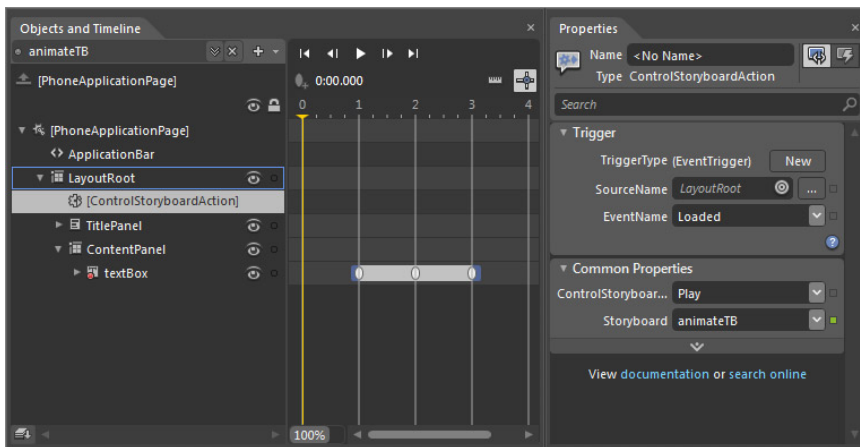 Objects and Timeline
animateTB
[PhoneApplicationPage]
0:00.000
0 1 2 3 4
[PhoneApplicationPage]
ApplicationBar
LayoutRoot
[ControlStoryboardAction]
TitlePanel
ContentPanel
textBox
100%
Properties
Name <No Name>
Type ControlStoryboardAction
Search
Trigger
TriggerType (EventTrigger) New
SourceName LayoutRoot ...
EventName Loaded
Common Properties
ControlStoryboar... Play
Storyboard animateTB
View documentation or search online